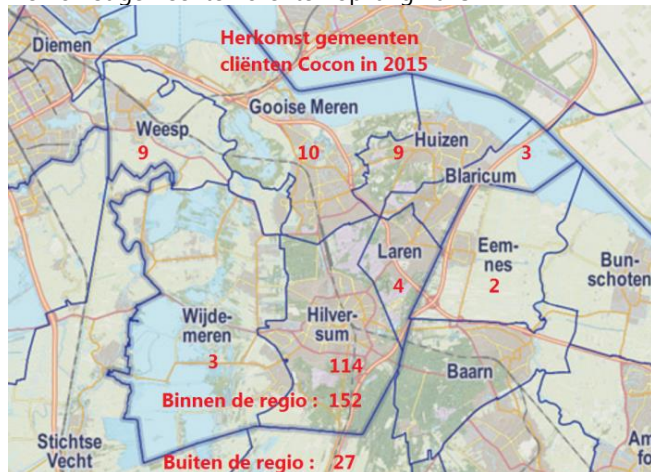 Herkomst gemeenten
cliënten Cocon in 2015
Diemen
Gooise Meren
Weesp
9
10
Huizen
9
3
Blaricum
Laren
4
Eem-
nes
2
Bun-
schoten
Wijde-
meren
3
Hilver-
sum
114
Baarn
Binnen de regio : 152
Stichtse
Vecht
Buiten de regio : 27
Am
fo